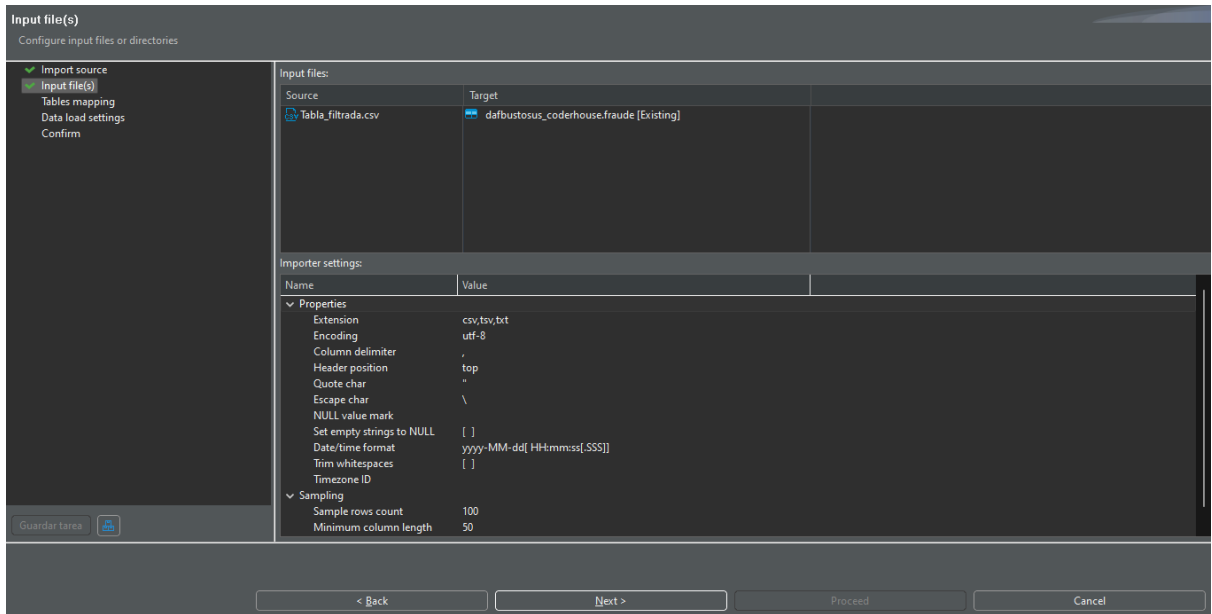 Input file(s)
Configure input files or directories
Import source
Input file(s)
Tables mapping
Data load settings
Confirm
Guardar tarea
Input files:
Source Target
Tabla_filtrada.csv dafbustosus_coderhouse.fraude [Existing]
Importer settings:
Name Value
Properties
Extension csv,tsv,txt
Encoding utf-8
Column delimiter ,
Header position top
Quote char "
Escape char \
NULL value mark
Set empty strings to NULL [ ]
Date/time format yyyy-MM-dd[ HH:mm:ss[.SSS]]
Trim whitespaces [ ]
Timezone ID
Sampling
Sample rows count 100
Minimum column length 50
< Back Next > Proceed Cancel